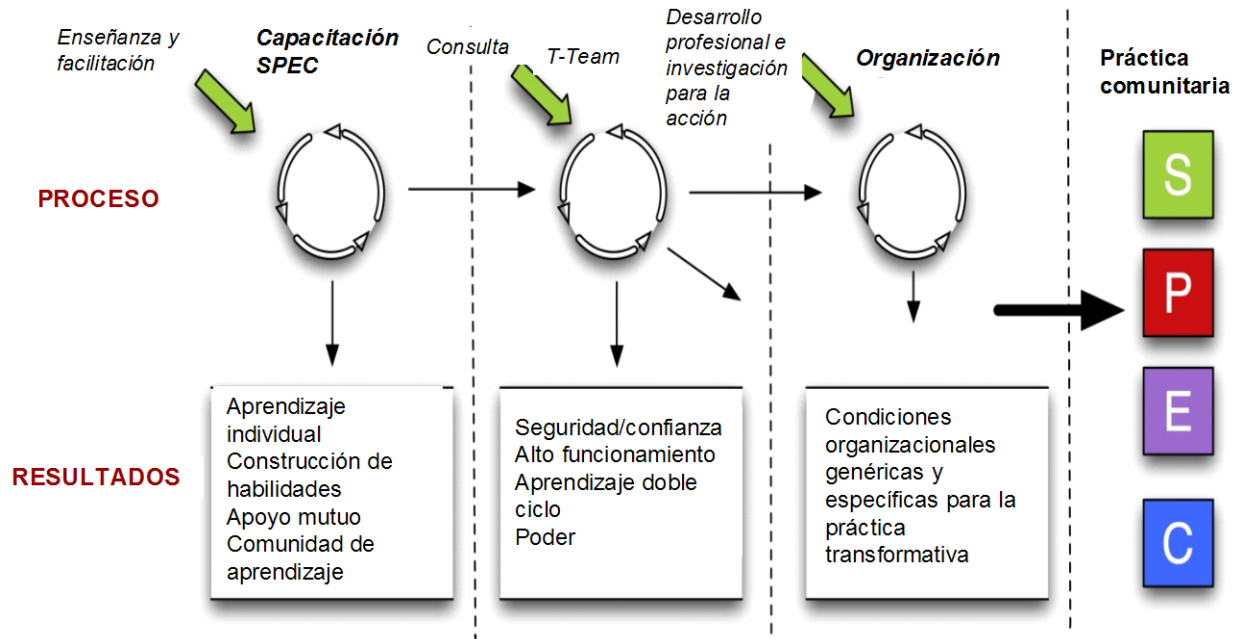 Enseñanza y
facilitación
Capacitación
SPEC
Consulta
T-Team
Desarrollo
profesional e
investigación
para la
acción
Organización
Práctica
comunitaria
PROCESO
S
P
E
C
RESULTADOS
Aprendizaje
individual
Construcción de
habilidades
Apoyo mutuo
Comunidad de
aprendizaje
Seguridad/confianza
Alto funcionamiento
Aprendizaje doble
ciclo
Poder
Condiciones
organizacionales
genéricas y
específicas para la
práctica
transformativa